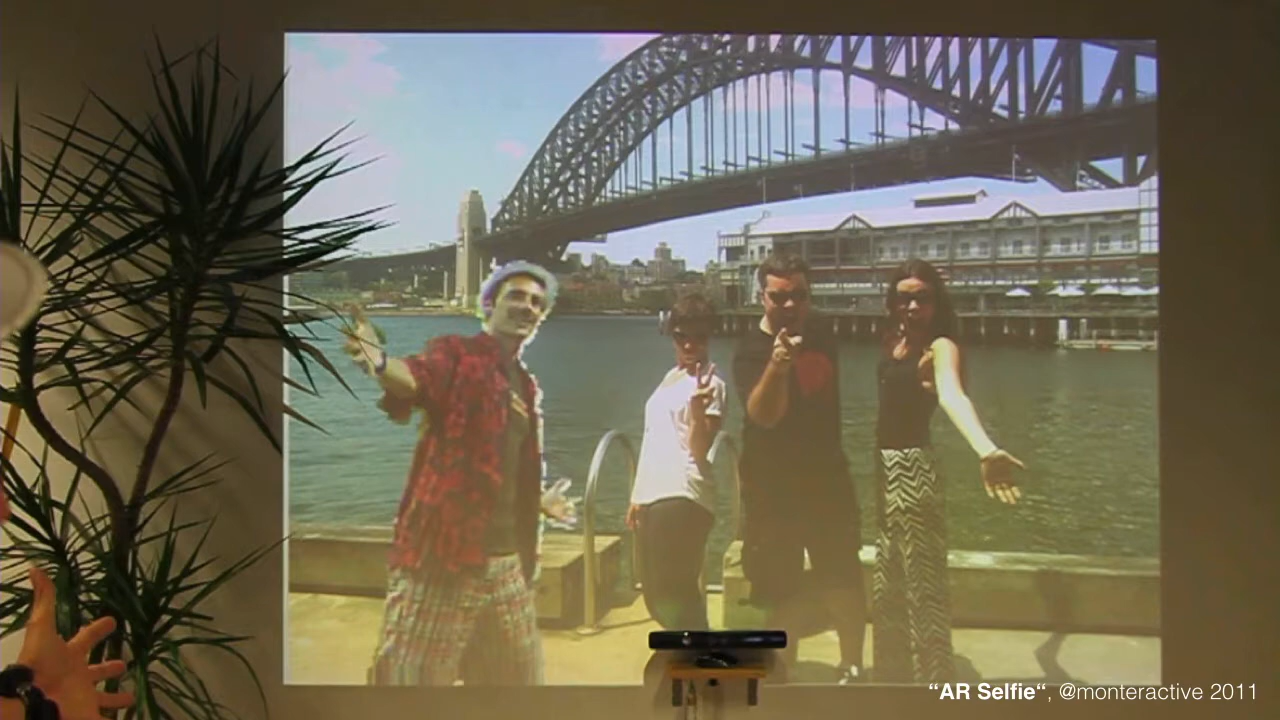 “AR Selfie“, @monteractive 2011